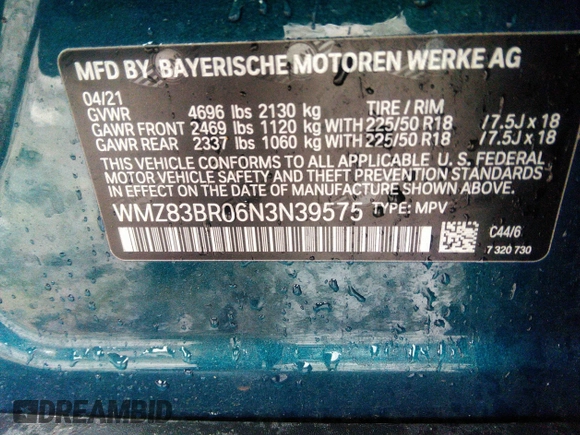 MFD BY BAYERISCHE MOTOREN WERKE AG
04/21
GVWR 4696 lbs 2130 kg TIRE / RIM
GAWR FRONT 2469 lbs 1120 kg WITH 225/50 R18 / 7.5J x 18
GAWR REAR 2337 lbs 1060 kg WITH 225/50 R18 / 7.5J x 18
THIS VEHICLE CONFORMS TO ALL APPLICABLE U. S. FEDERAL
MOTOR VEHICLE SAFETY AND THEFT PREVENTION STANDARDS
IN EFFECT ON THE DATE OF MANUFACTURE SHOWN ABOVE.
WMZ83BR06N3N39575 TYPE: MPV
C44/6
7 320 730
DREAMBID